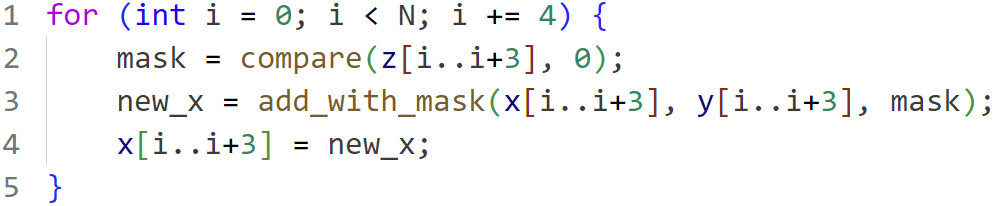 1 for (int i = 0; i < N; i += 4) {
2     mask = compare(z[i..i+3], 0);
3     new_x = add_with_mask(x[i..i+3], y[i..i+3], mask);
4     x[i..i+3] = new_x;
5 }